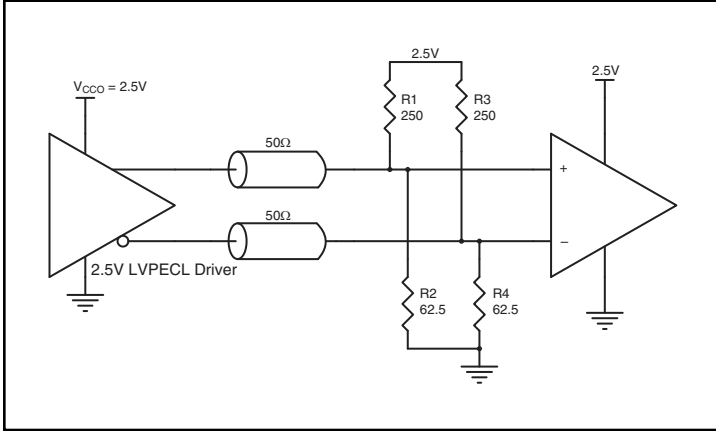 2.5V
2.5V
VCCO = 2.5V
R1
250
R3
250
50Ω
+
50Ω
–
2.5V LVPECL Driver
R2
62.5
R4
62.5